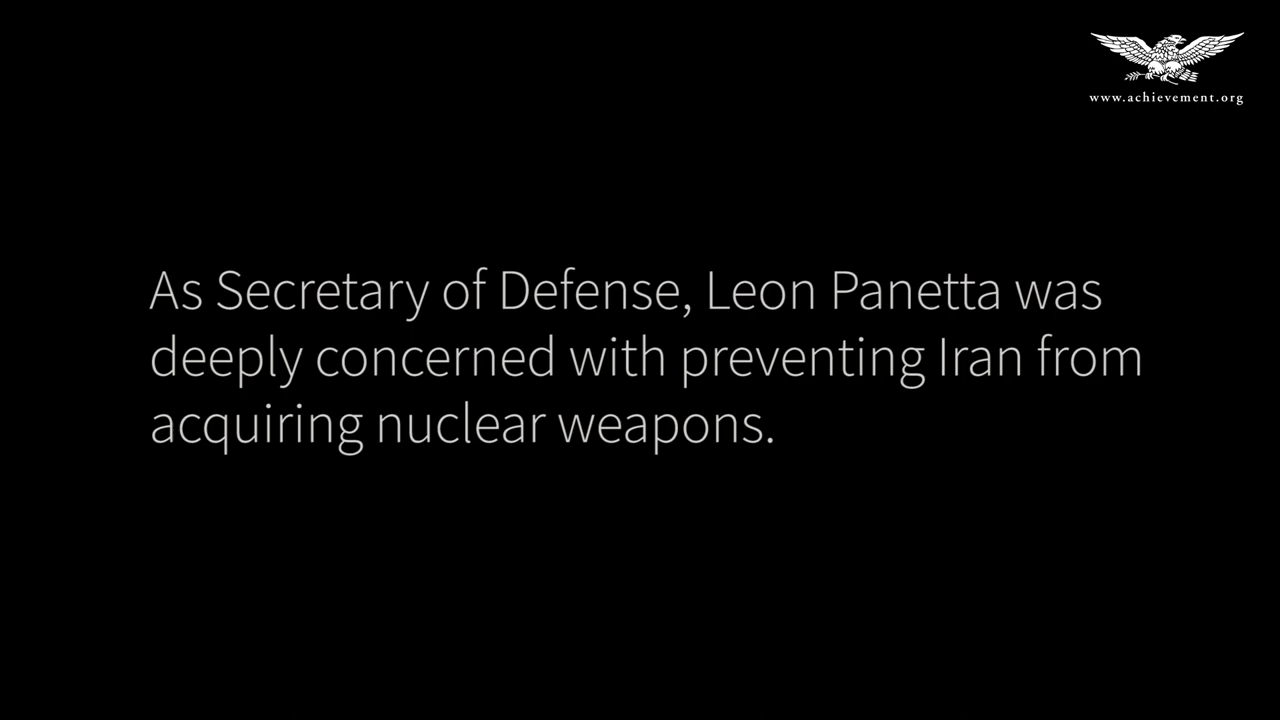 www.achievement.org
As Secretary of Defense, Leon Panetta was
deeply concerned with preventing Iran from
acquiring nuclear weapons.